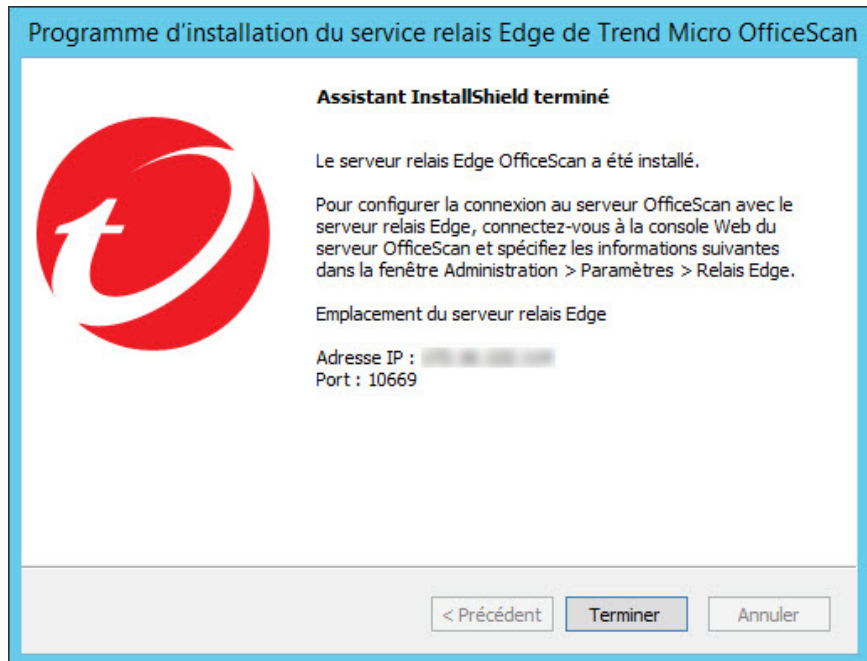 Programme d'installation du service relais Edge de Trend Micro OfficeScan
Assistant InstallShield terminé
Le serveur relais Edge OfficeScan a été installé.
Pour configurer la connexion au serveur OfficeScan avec le
serveur relais Edge, connectez-vous à la console Web du
serveur OfficeScan et spécifiez les informations suivantes
dans la fenêtre Administration > Paramètres > Relais Edge.
Emplacement du serveur relais Edge
Adresse IP :
Port : 10669
< Précédent
Terminer
Annuler